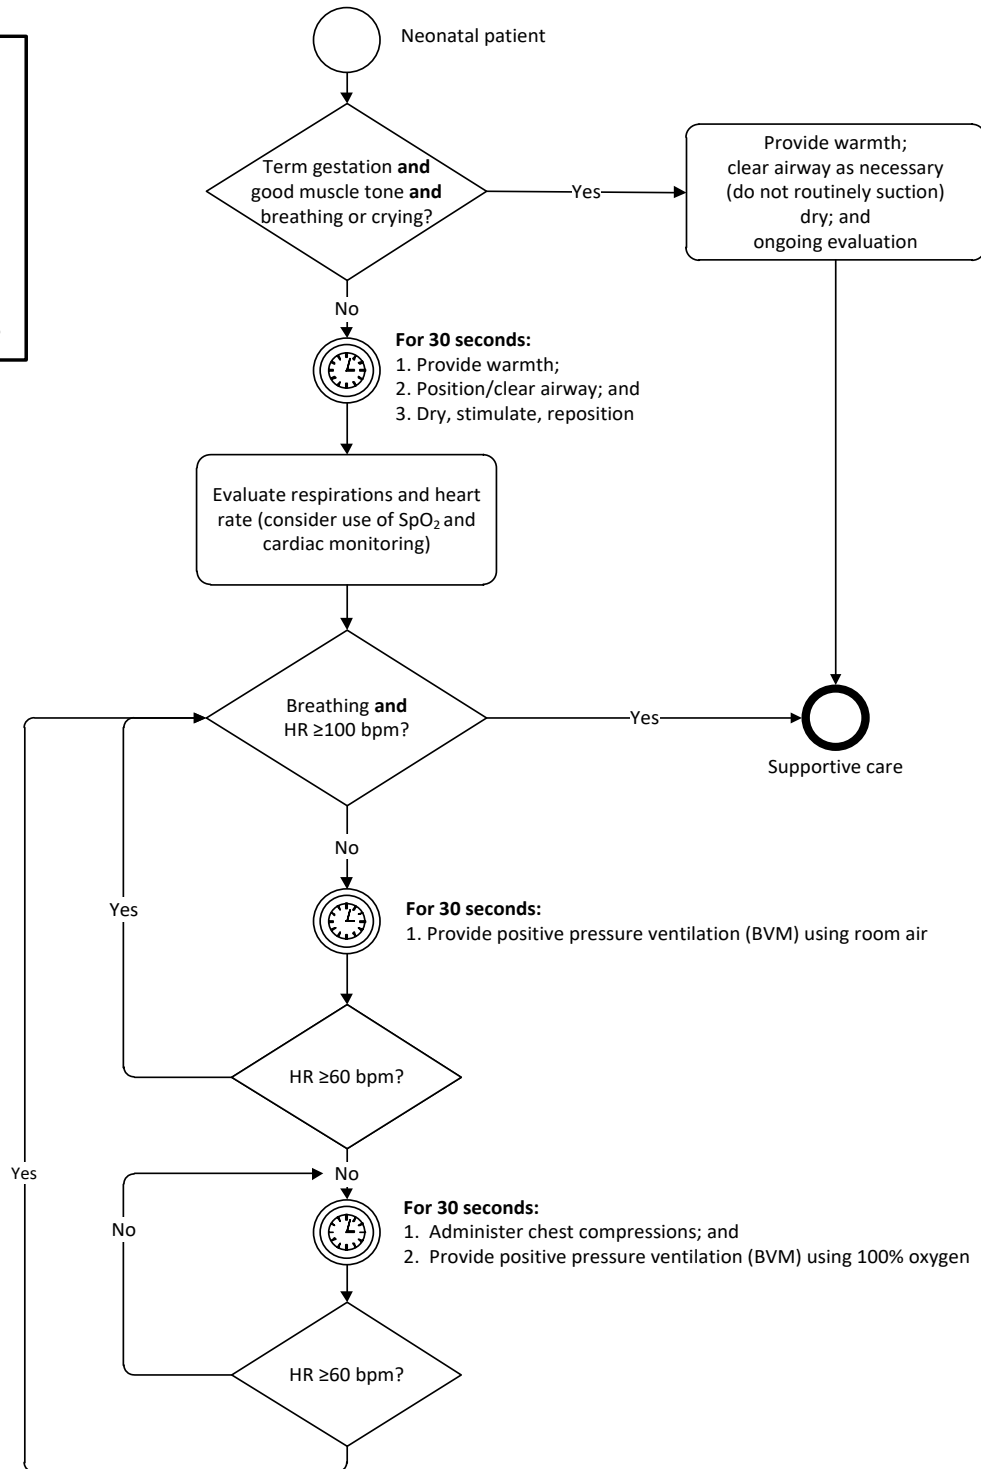 Neonatal patient
Term gestation and
good muscle tone and
breathing or crying?
Yes
Provide warmth;
clear airway as necessary
(do not routinely suction)
dry; and
ongoing evaluation
No
For 30 seconds:
1. Provide warmth;
2. Position/clear airway; and
3. Dry, stimulate, reposition
Evaluate respirations and heart
rate (consider use of SpO₂ and
cardiac monitoring)
Breathing and
HR ≥100 bpm?
Yes
Supportive care
No
For 30 seconds:
1. Provide positive pressure ventilation (BVM) using room air
Yes
HR ≥60 bpm?
No
Yes
For 30 seconds:
1. Administer chest compressions; and
2. Provide positive pressure ventilation (BVM) using 100% oxygen
No
HR ≥60 bpm?